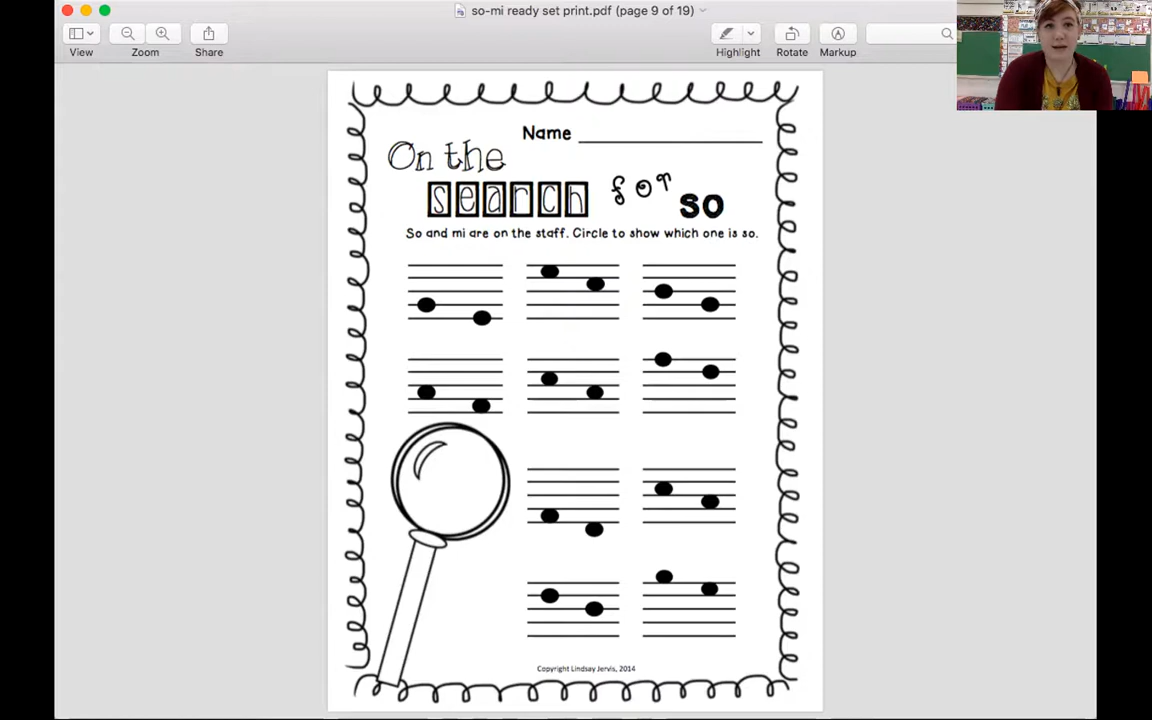 so-mi ready set print.pdf (page 9 of 19)
View
Zoom
Share
Highlight
Rotate
Markup
Name
On the
search for so
So and mi are on the staff. Circle to show which one is so.
Copyright Lindsay Jervis, 2014